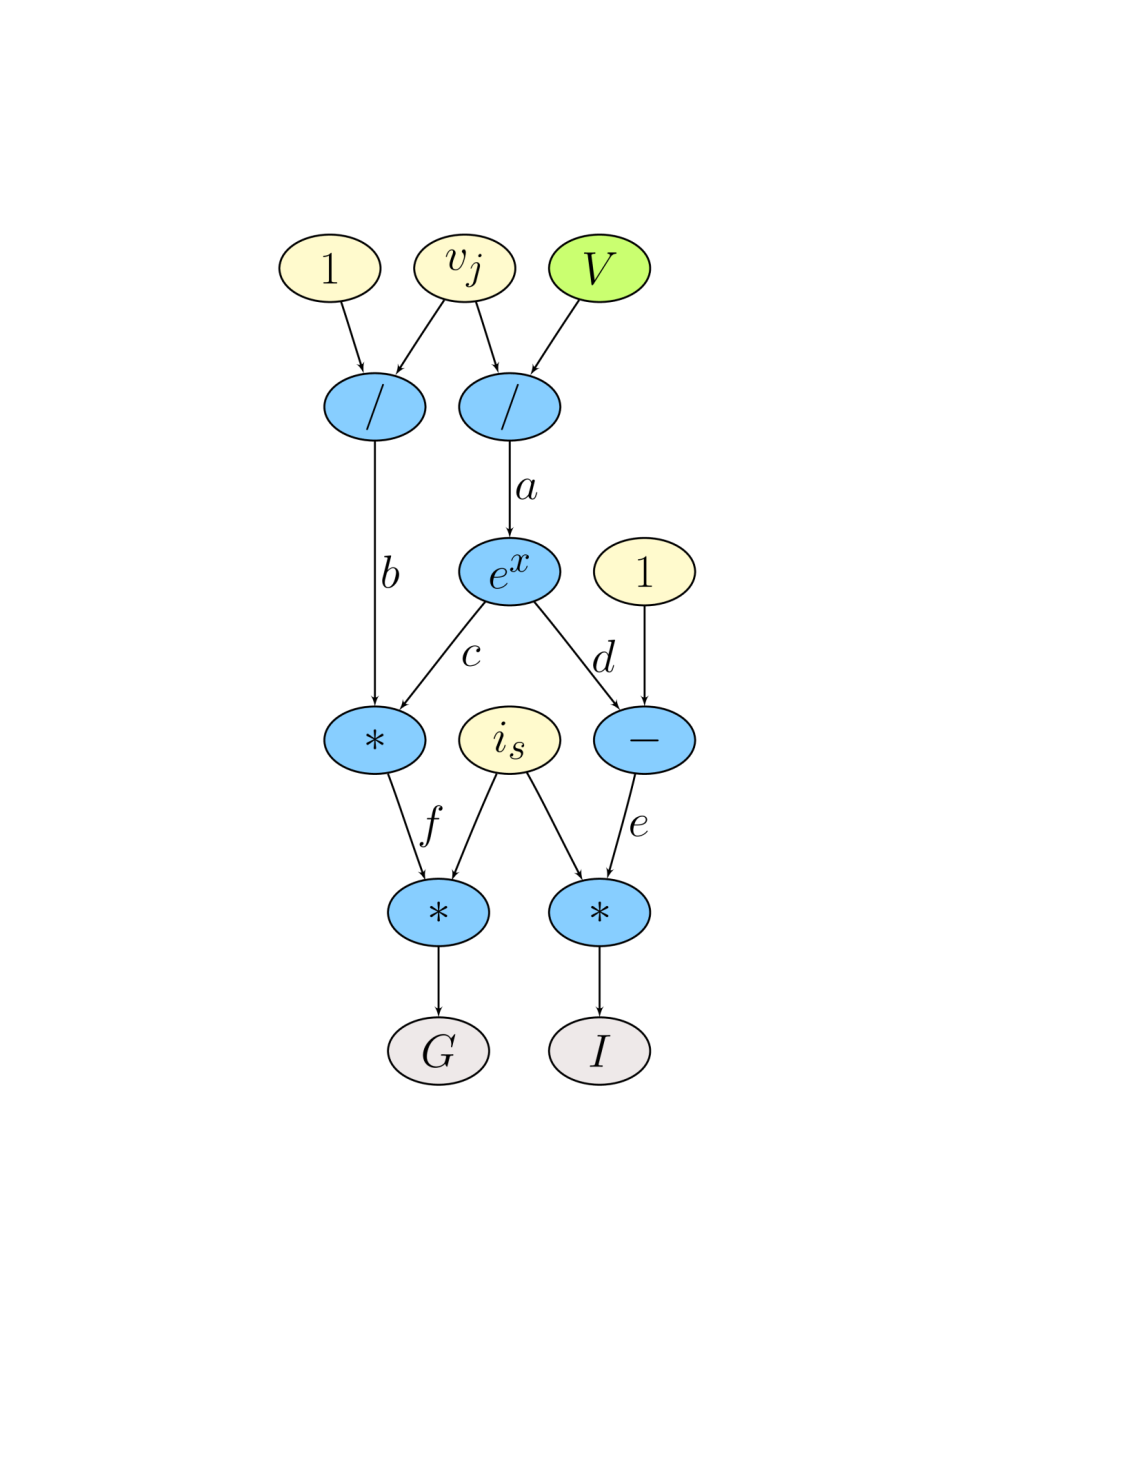 1 v_j V
/ /
a
b e^x 1
c d
* i_s −
f e
* *
G I